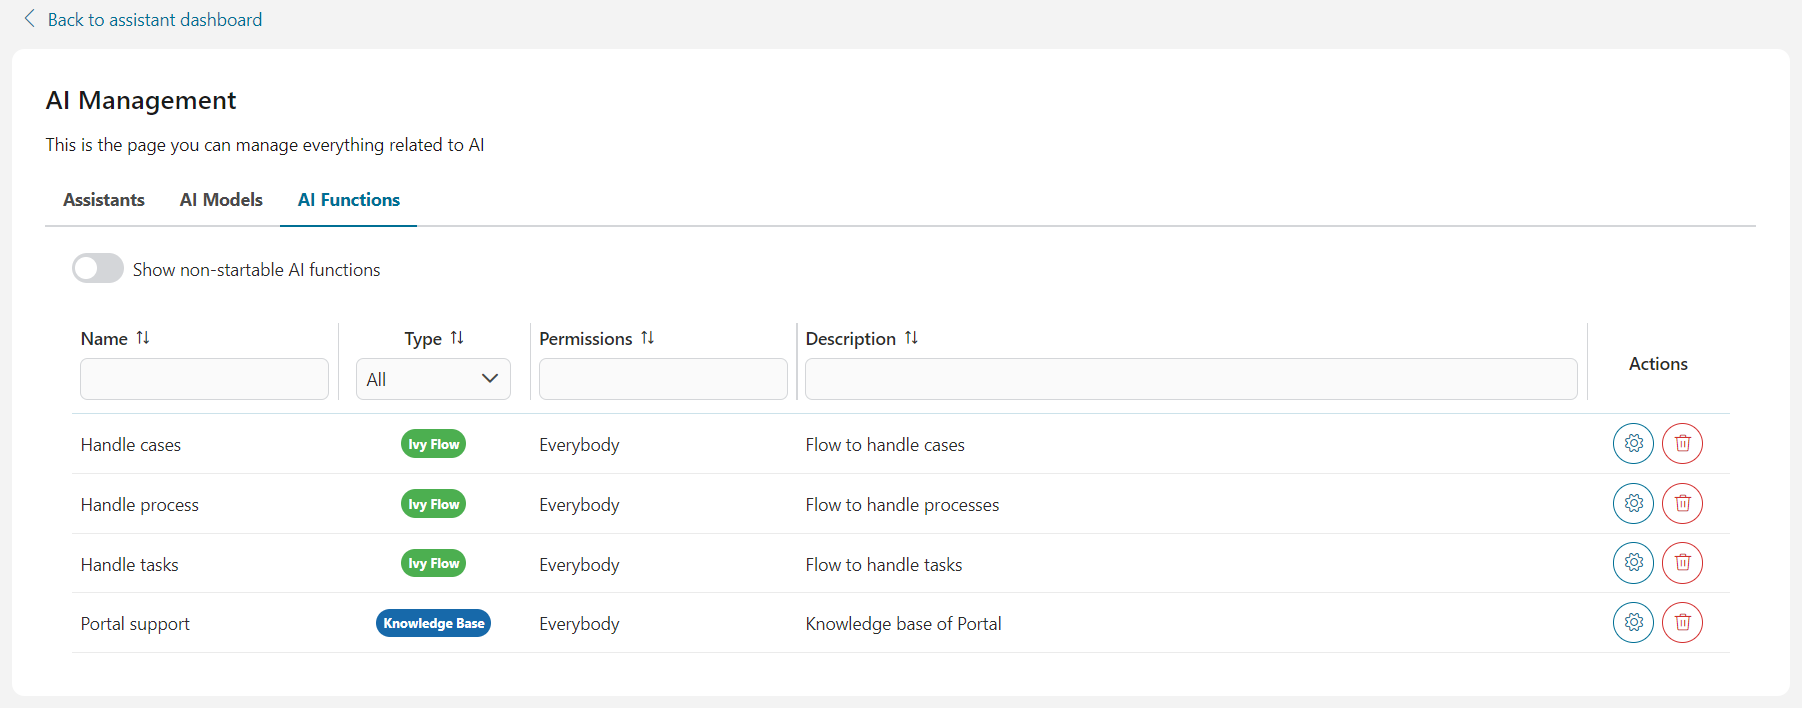 Back to assistant dashboard
AI Management
This is the page you can manage everything related to AI
Assistants AI Models AI Functions
Show non-startable AI functions
Name Type Permissions Description Actions
All
Handle cases Ivy Flow Everybody Flow to handle cases
Handle process Ivy Flow Everybody Flow to handle processes
Handle tasks Ivy Flow Everybody Flow to handle tasks
Portal support Knowledge Base Everybody Knowledge base of Portal